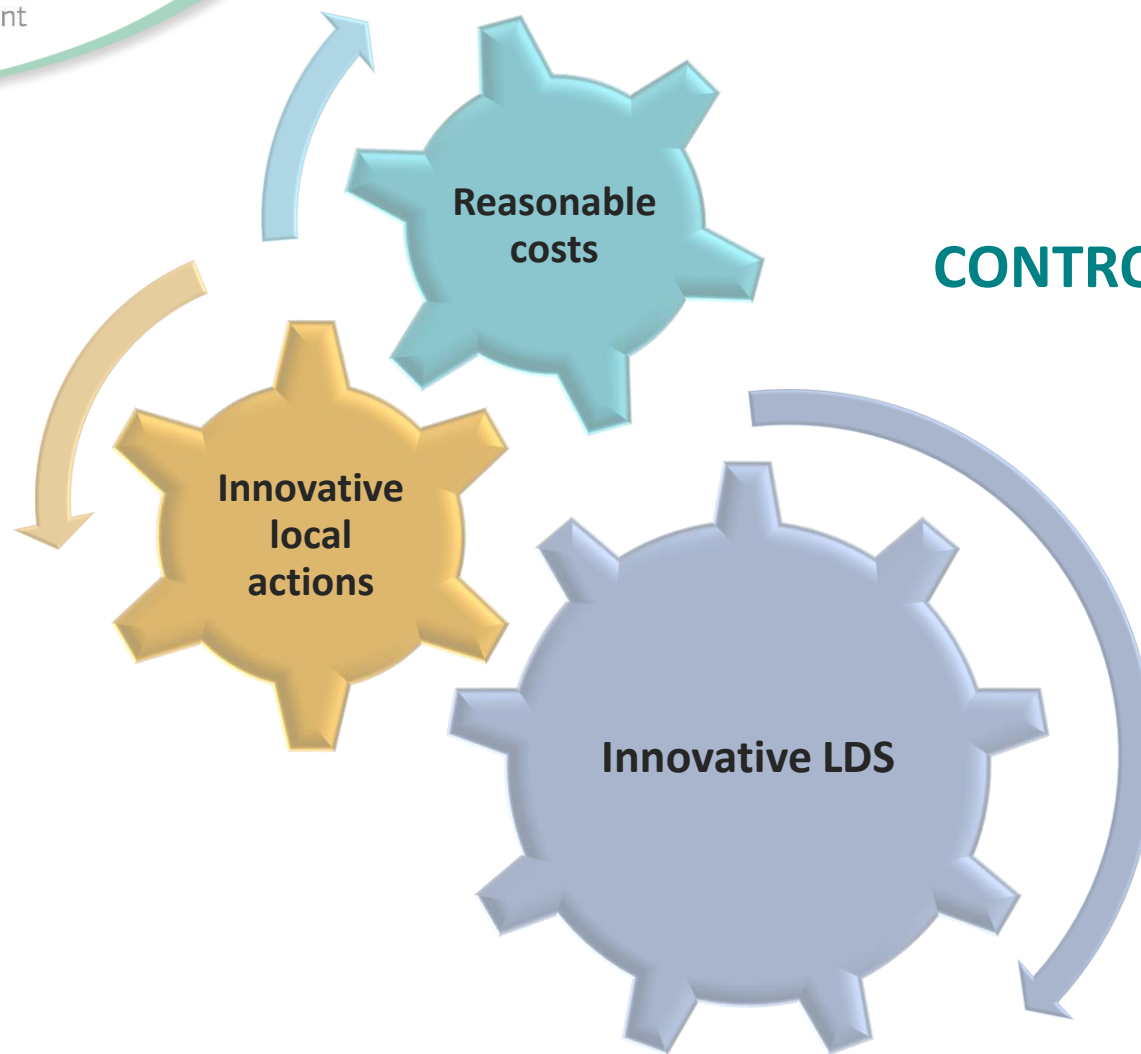 nt
Reasonable
costs
CONTRO
Innovative
local
actions
Innovative LDS